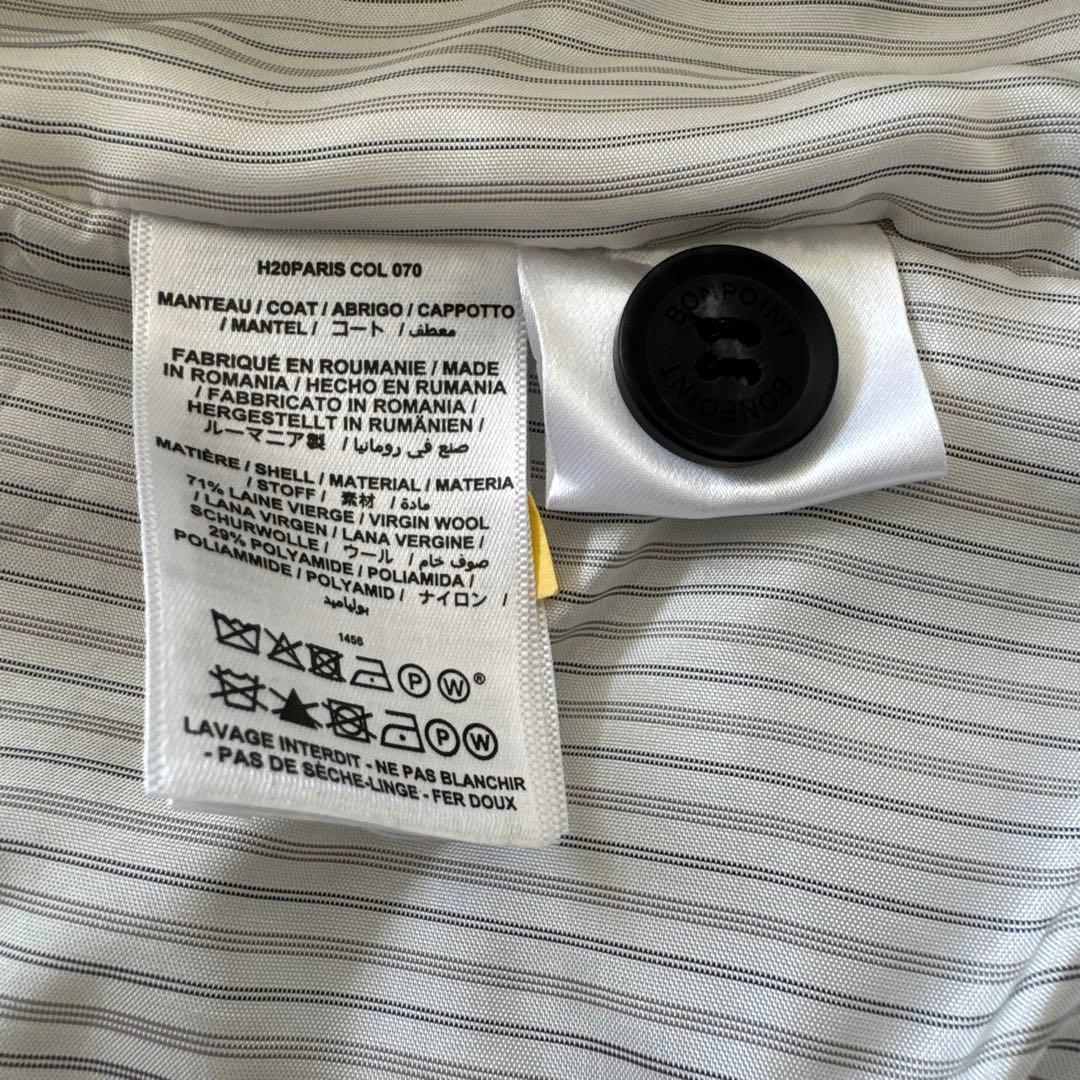 H20PARIS COL 070
MANTEAU / COAT / ABRIGO / CAPPOTTO
/ MANTEL / コート / معطف /
FABRIQUÉ EN ROUMANIE / MADE
IN ROMANIA / HECHO EN RUMANIA
/ FABBRICATO IN ROMANIA /
HERGESTELLT IN RUMÄNIEN /
ルーマニア製 / صنع في رومانيا /
MATIÈRE / SHELL / MATERIAL / MATERIA
/ STOFF / 素材 / مادة /
71% LAINE VIERGE / VIRGIN WOOL
/ LANA VIRGEN / LANA VERGINE /
SCHURWOLLE / ウール / صوف خام /
29% POLYAMIDE / POLIAMIDA /
POLIAMMIDE / POLYAMID / ナイロン /
بولياميد
1456
P W ®
P W
LAVAGE INTERDIT - NE PAS BLANCHIR
- PAS DE SÈCHE-LINGE - FER DOUX
BONPOINT
BONPOINT